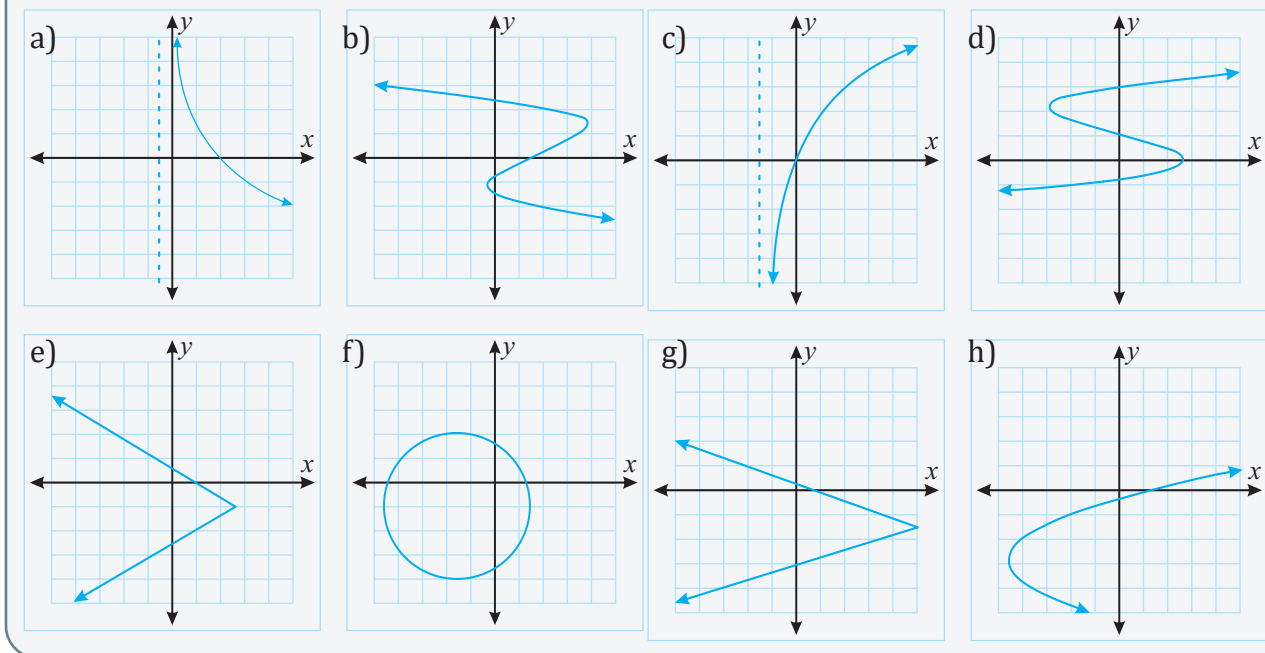 a) y x
b) y x
c) y x
d) y x
e) y x
f) y x
g) y x
h) y x